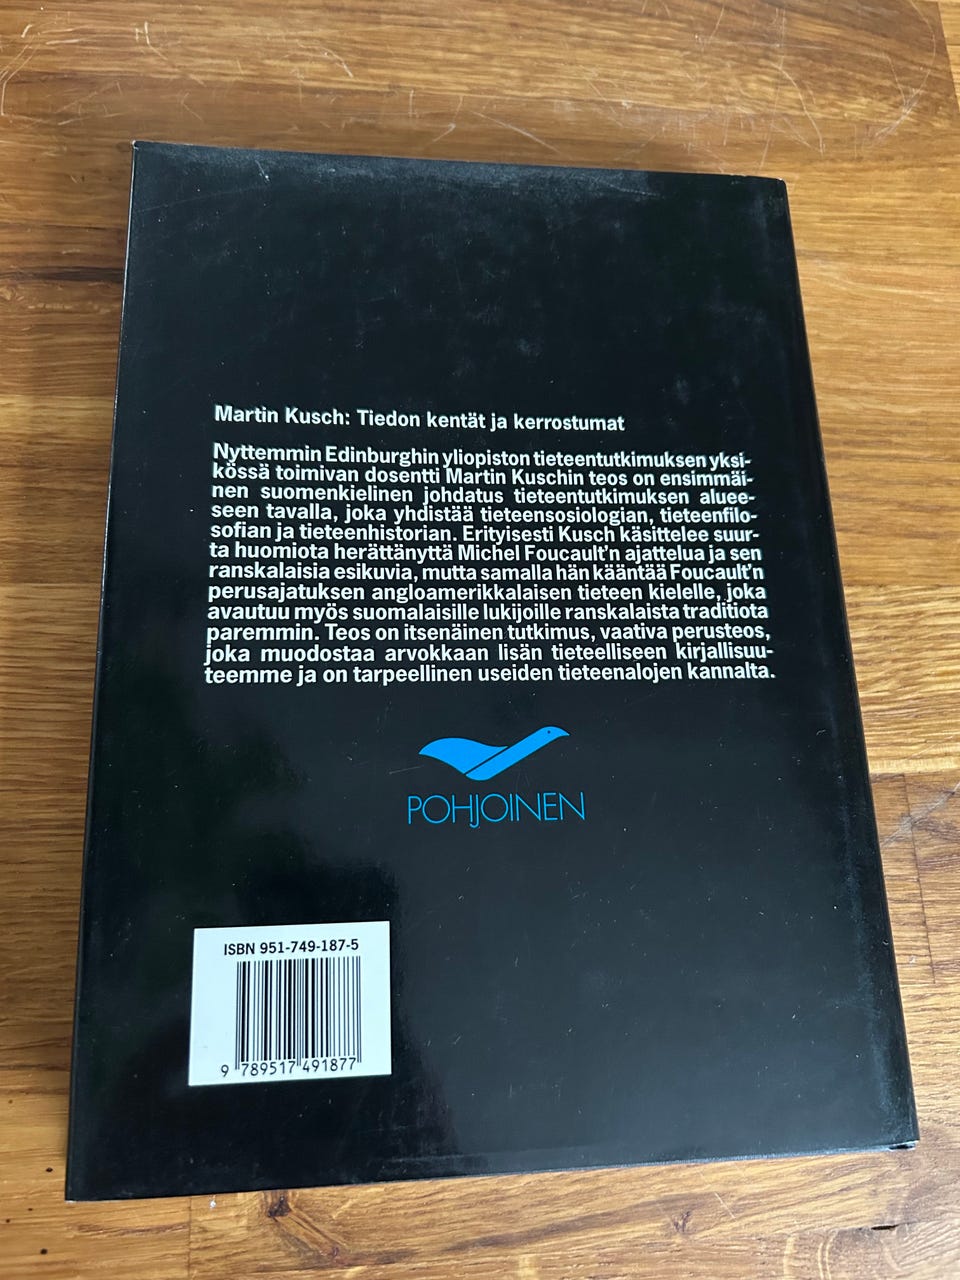 Martin Kusch: Tiedon kentät ja kerrostumat
Nyttemmin Edinburghin yliopiston tieteentutkimuksen yksi-
kössä toimivan dosentti Martin Kuschin teos on ensimmäi-
nen suomenkielinen johdatus tieteentutkimuksen aluee-
seen tavalla, joka yhdistää tieteensosiologian, tieteenfilo-
sofian ja tieteenhistorian. Erityisesti Kusch käsittelee suur-
ta huomiota herättänyttä Michel Foucault'n ajattelua ja sen
ranskalaisia esikuvia, mutta samalla hän kääntää Foucault'n
perusajatuksen angloamerikkalaisen tieteen kielelle, joka
avautuu myös suomalaisille lukijoille ranskalaista traditiota
paremmin. Teos on itsenäinen tutkimus, vaativa perusteos,
joka muodostaa arvokkaan lisän tieteelliseen kirjallisuu-
teemme ja on tarpeellinen useiden tieteenalojen kannalta.
POHJOINEN
ISBN 951-749-187-5
9 789517 491877